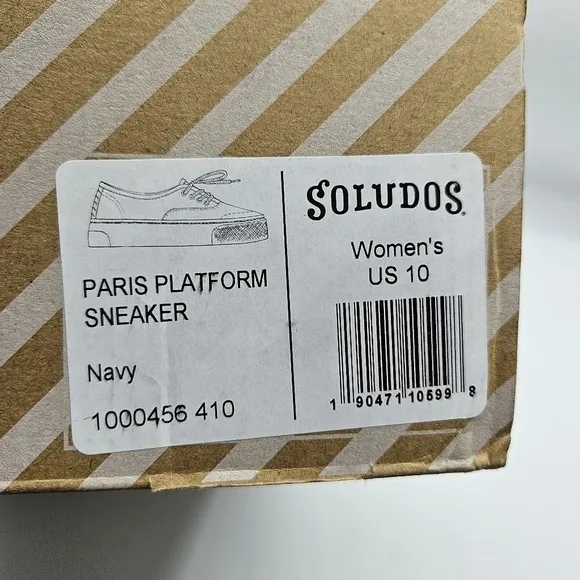 PARIS PLATFORM
SNEAKER
Navy
1000456 410
SOLUDOS
Women's
US 10
1 90471 10599 8